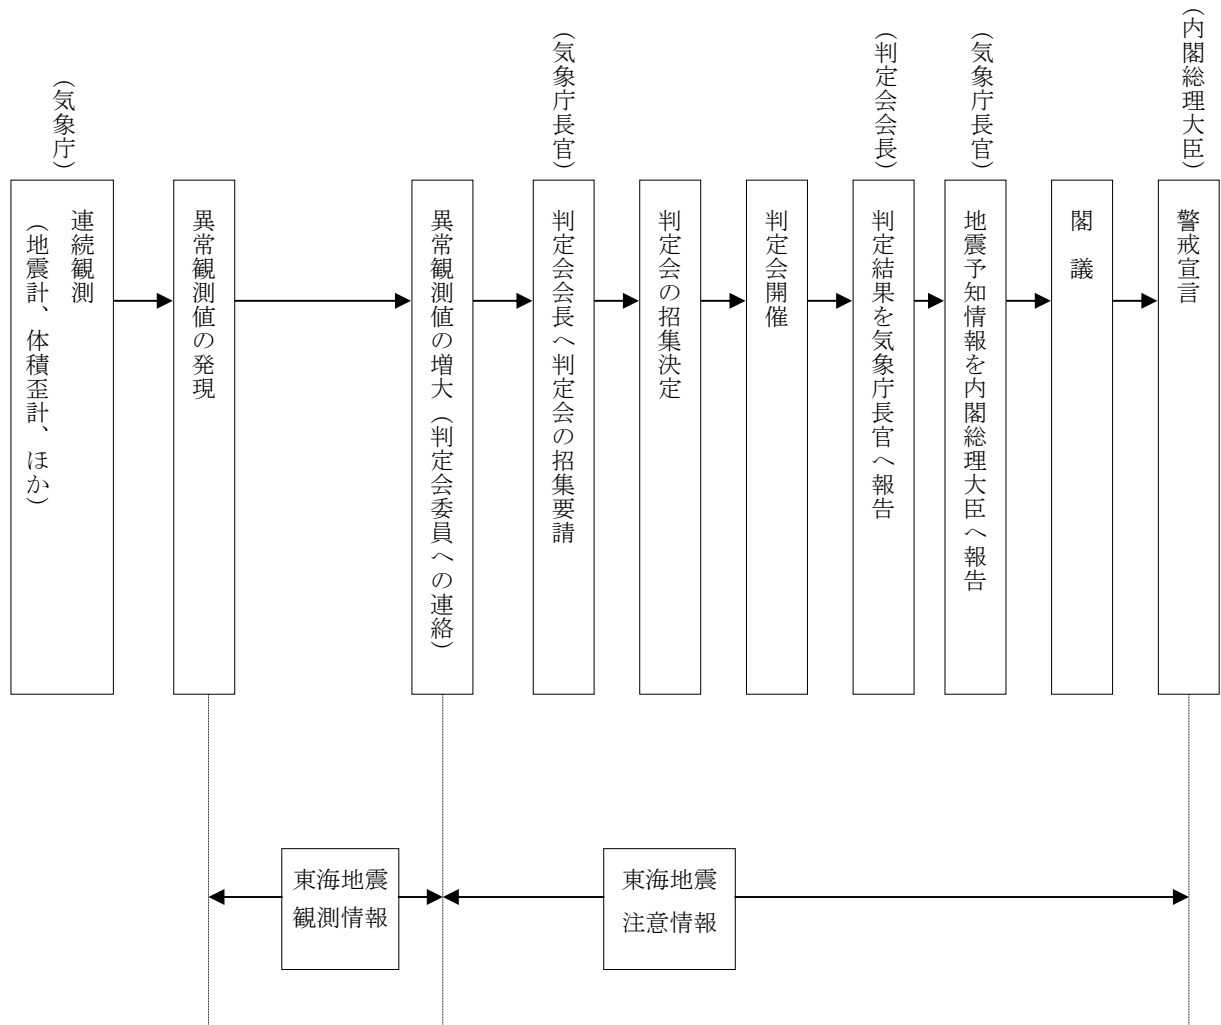 (気象庁)
連続観測
(地震計、体積歪計、ほか)
異常観測値の発現
異常観測値の増大(判定会委員への連絡)
(気象庁長官)
判定会会長へ判定会の招集要請
判定会の招集決定
判定会開催
(判定会会長)
判定結果を気象庁長官へ報告
(気象庁長官)
地震予知情報を内閣総理大臣へ報告
閣 議
(内閣総理大臣)
警戒宣言
東海地震
観測情報
東海地震
注意情報